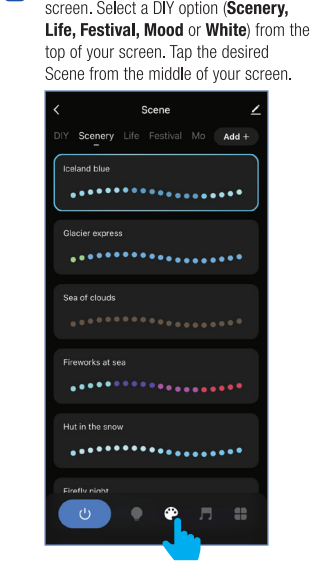 screen. Select a DIY option (Scenery,
Life, Festival, Mood or White) from the
top of your screen. Tap the desired
Scene from the middle of your screen.
Scene
DIY Scenery Life Festival Mo Add +
Iceland blue
Glacier express
Sea of clouds
Fireworks at sea
Hut in the snow
Firefly night